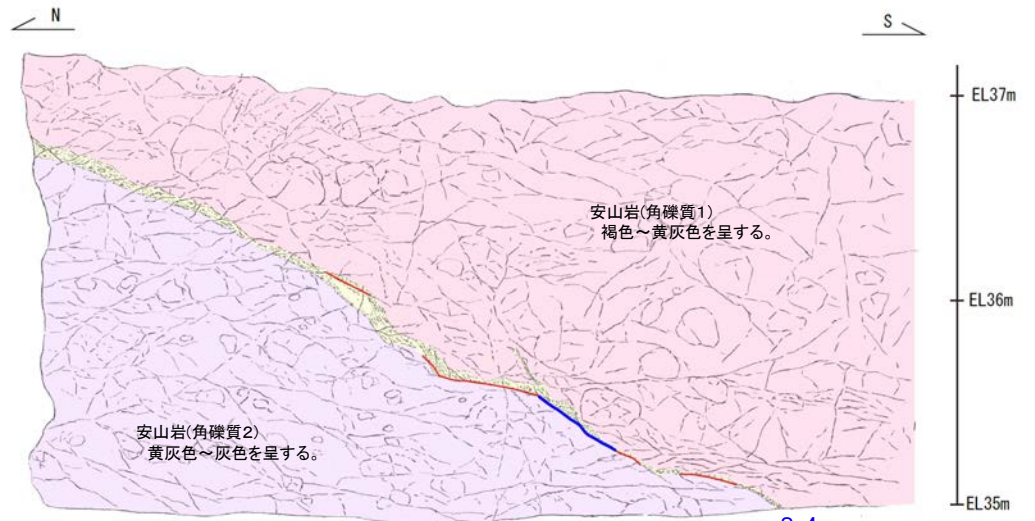 N
S
EL37m
安山岩(角礫質1)
褐色～黄灰色を呈する。
EL36m
安山岩(角礫質2)
黄灰色～灰色を呈する。
EL35m